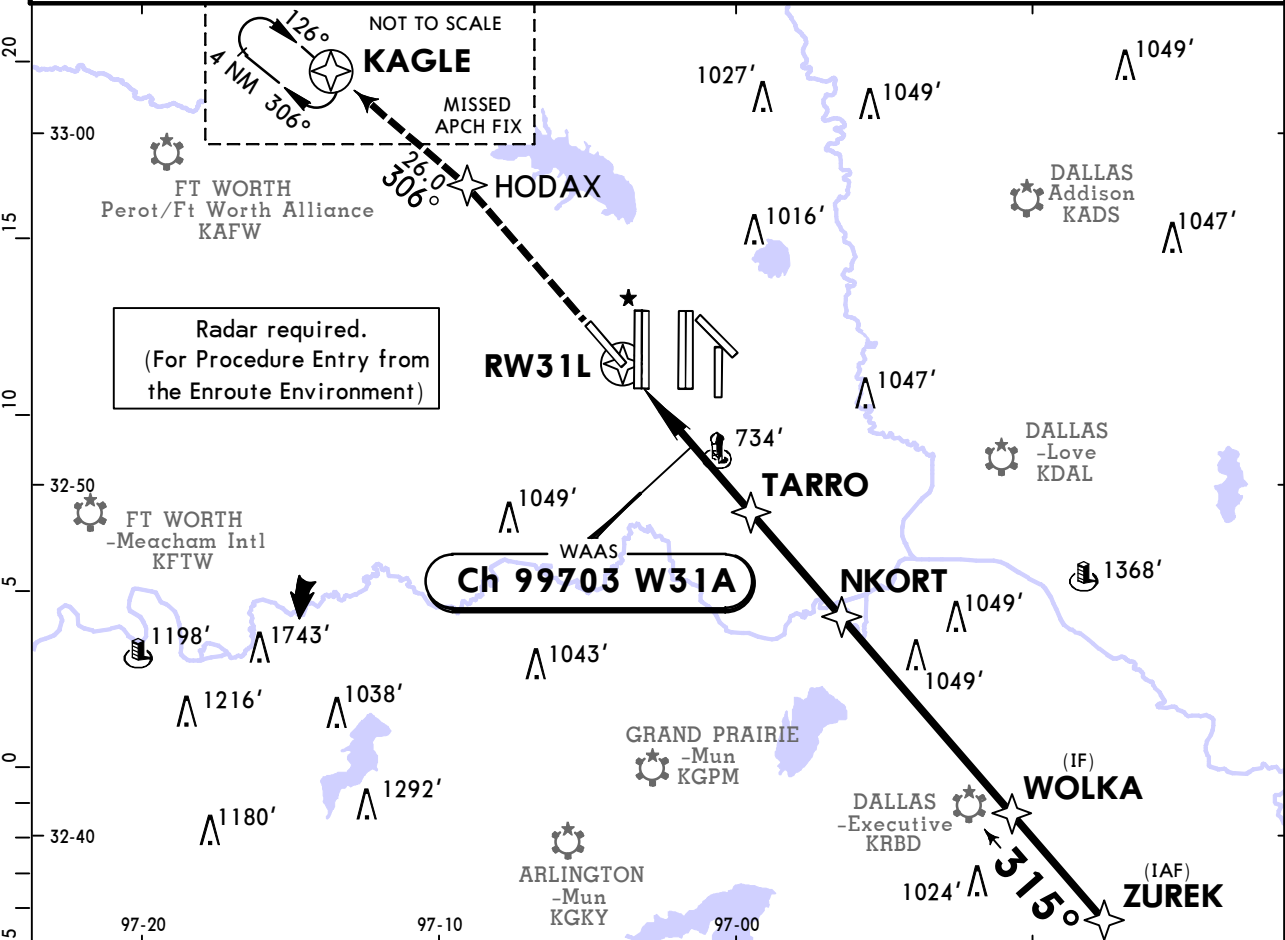 NOT TO SCALE
126°
KAGLE
4 NM 306°
MISSED
APCH FIX
26.0
306°
HODAX
1027'
1049'
1049'
20
33-00
FT WORTH
Perot/Ft Worth Alliance
KAFW
DALLAS
Addison
KADS
1016'
1047'
15
Radar required.
(For Procedure Entry from
the Enroute Environment)
RW31L
1047'
10
734'
DALLAS
-Love
KDAL
32-50
TARRO
1049'
FT WORTH
-Meacham Intl
KFTW
WAAS
Ch 99703 W31A
NKORT
1368'
5
1049'
1198'
1743'
1043'
1049'
1216'
1038'
GRAND PRAIRIE
-Mun
KGPM
0
(IF)
WOLKA
1292'
DALLAS
-Executive
KRBD
1180'
32-40
315°
ARLINGTON
-Mun
KGKY
1024'
(IAF)
ZUREK
97-20
97-10
97-00
5